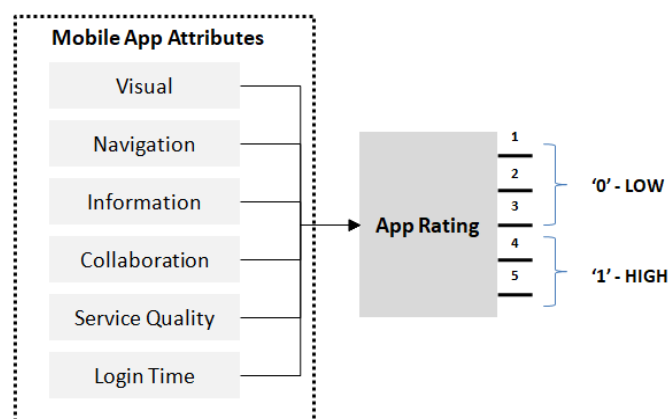 Mobile App Attributes
Visual
Navigation
Information
Collaboration
Service Quality
Login Time
App Rating
1
2
3
4
5
‘0’ - LOW
‘1’ - HIGH